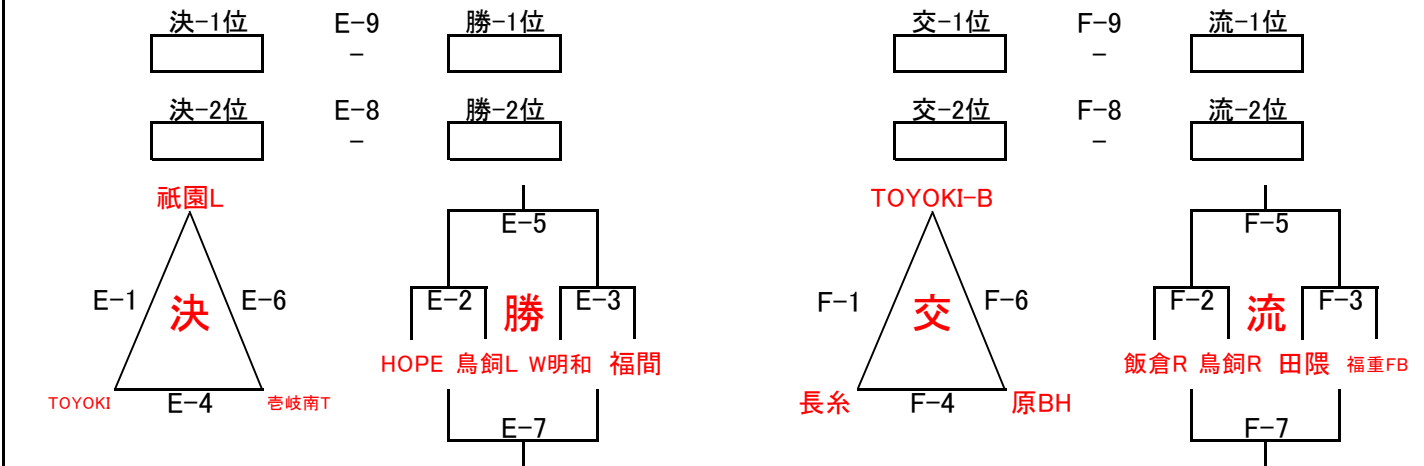 決-1位 E-9 勝-1位 交-1位 F-9 流-1位
- -
決-2位 E-8 勝-2位 交-2位 F-8 流-2位
- -
祇園L TOYOKI-B
E-5 F-5
E-1 決 E-6 E-2 勝 E-3 F-1 交 F-6 F-2 流 F-3
HOPE 鳥飼L W明和 福間 飯倉R 鳥飼R 田隈 福重FB
TOYOKI E-4 壱岐南T 長糸 F-4 原BH
E-7 F-7